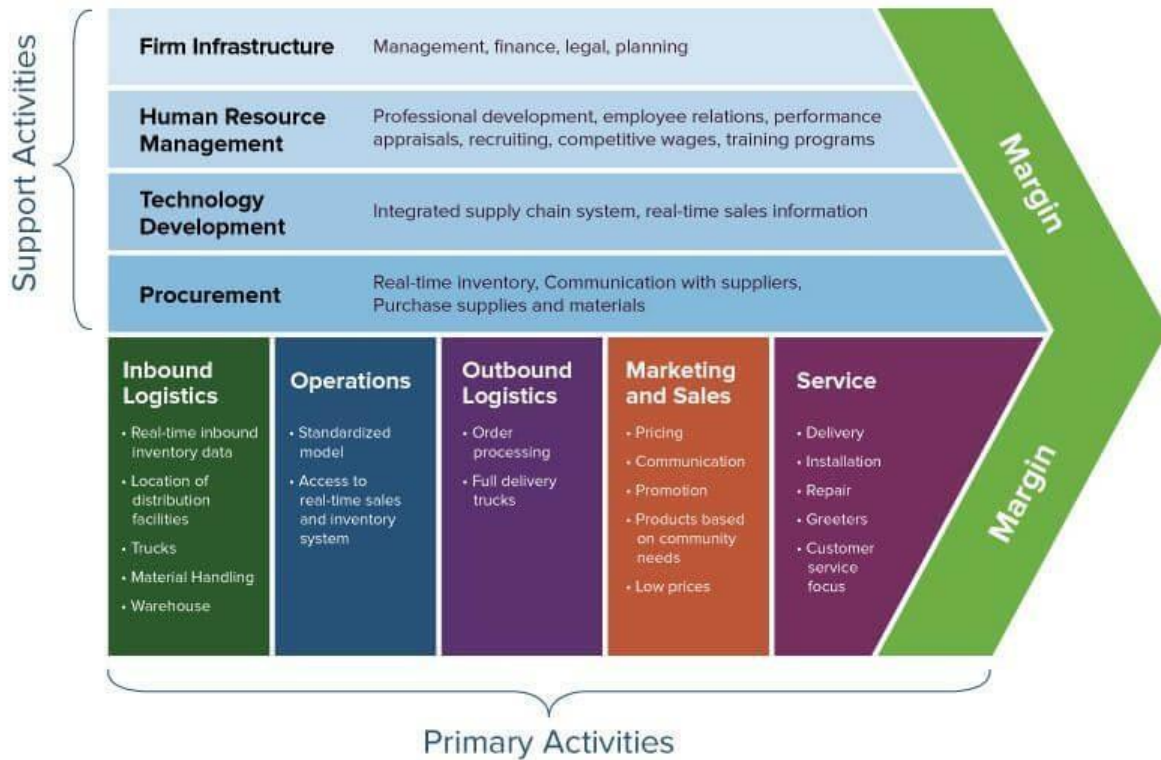 Support Activities
Firm Infrastructure
Management, finance, legal, planning
Human Resource
Management
Professional development, employee relations, performance
appraisals, recruiting, competitive wages, training programs
Technology
Development
Integrated supply chain system, real-time sales information
Procurement
Real-time inventory, Communication with suppliers,
Purchase supplies and materials
Margin
Margin
Inbound
Logistics
• Real-time inbound
inventory data
• Location of
distribution
facilities
• Trucks
• Material Handling
• Warehouse
Operations
• Standardized
model
• Access to
real-time sales
and inventory
system
Outbound
Logistics
• Order
processing
• Full delivery
trucks
Marketing
and Sales
• Pricing
• Communication
• Promotion
• Products based
on community
needs
• Low prices
Service
• Delivery
• Installation
• Repair
• Greeters
• Customer
service
focus
Primary Activities